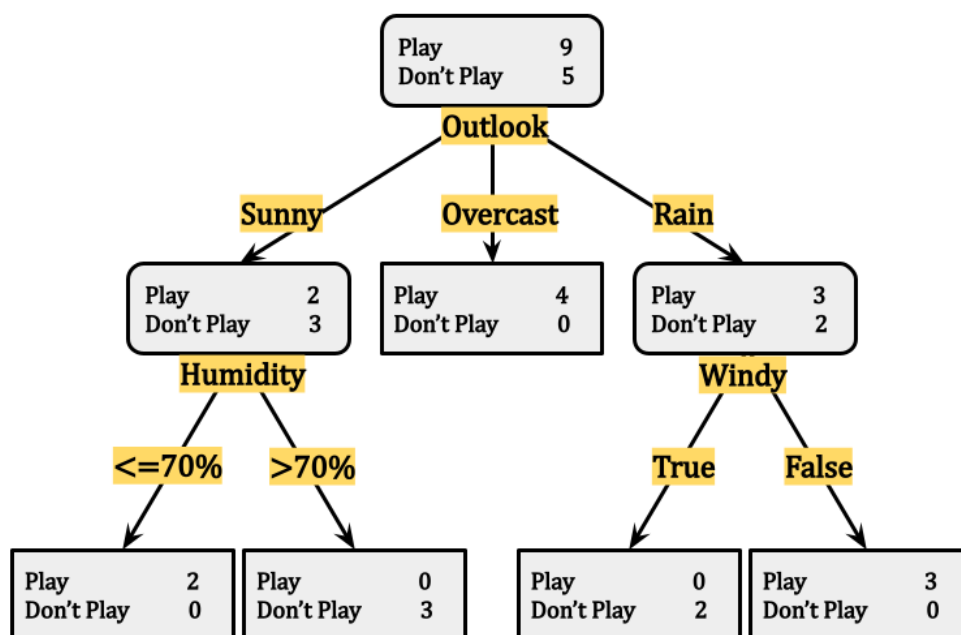 Play 9
Don't Play 5
Outlook
Sunny
Overcast
Rain
Play 2
Don't Play 3
Play 4
Don't Play 0
Play 3
Don't Play 2
Humidity
Windy
<=70%
>70%
True
False
Play 2
Don't Play 0
Play 0
Don't Play 3
Play 0
Don't Play 2
Play 3
Don't Play 0